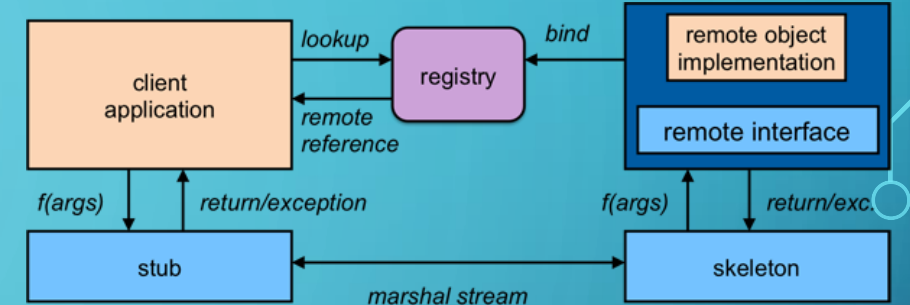 lookup
bind
client
application
registry
remote object
implementation
remote
reference
remote interface
f(args)
return/exception
f(args)
return/exc.
stub
skeleton
marshal stream